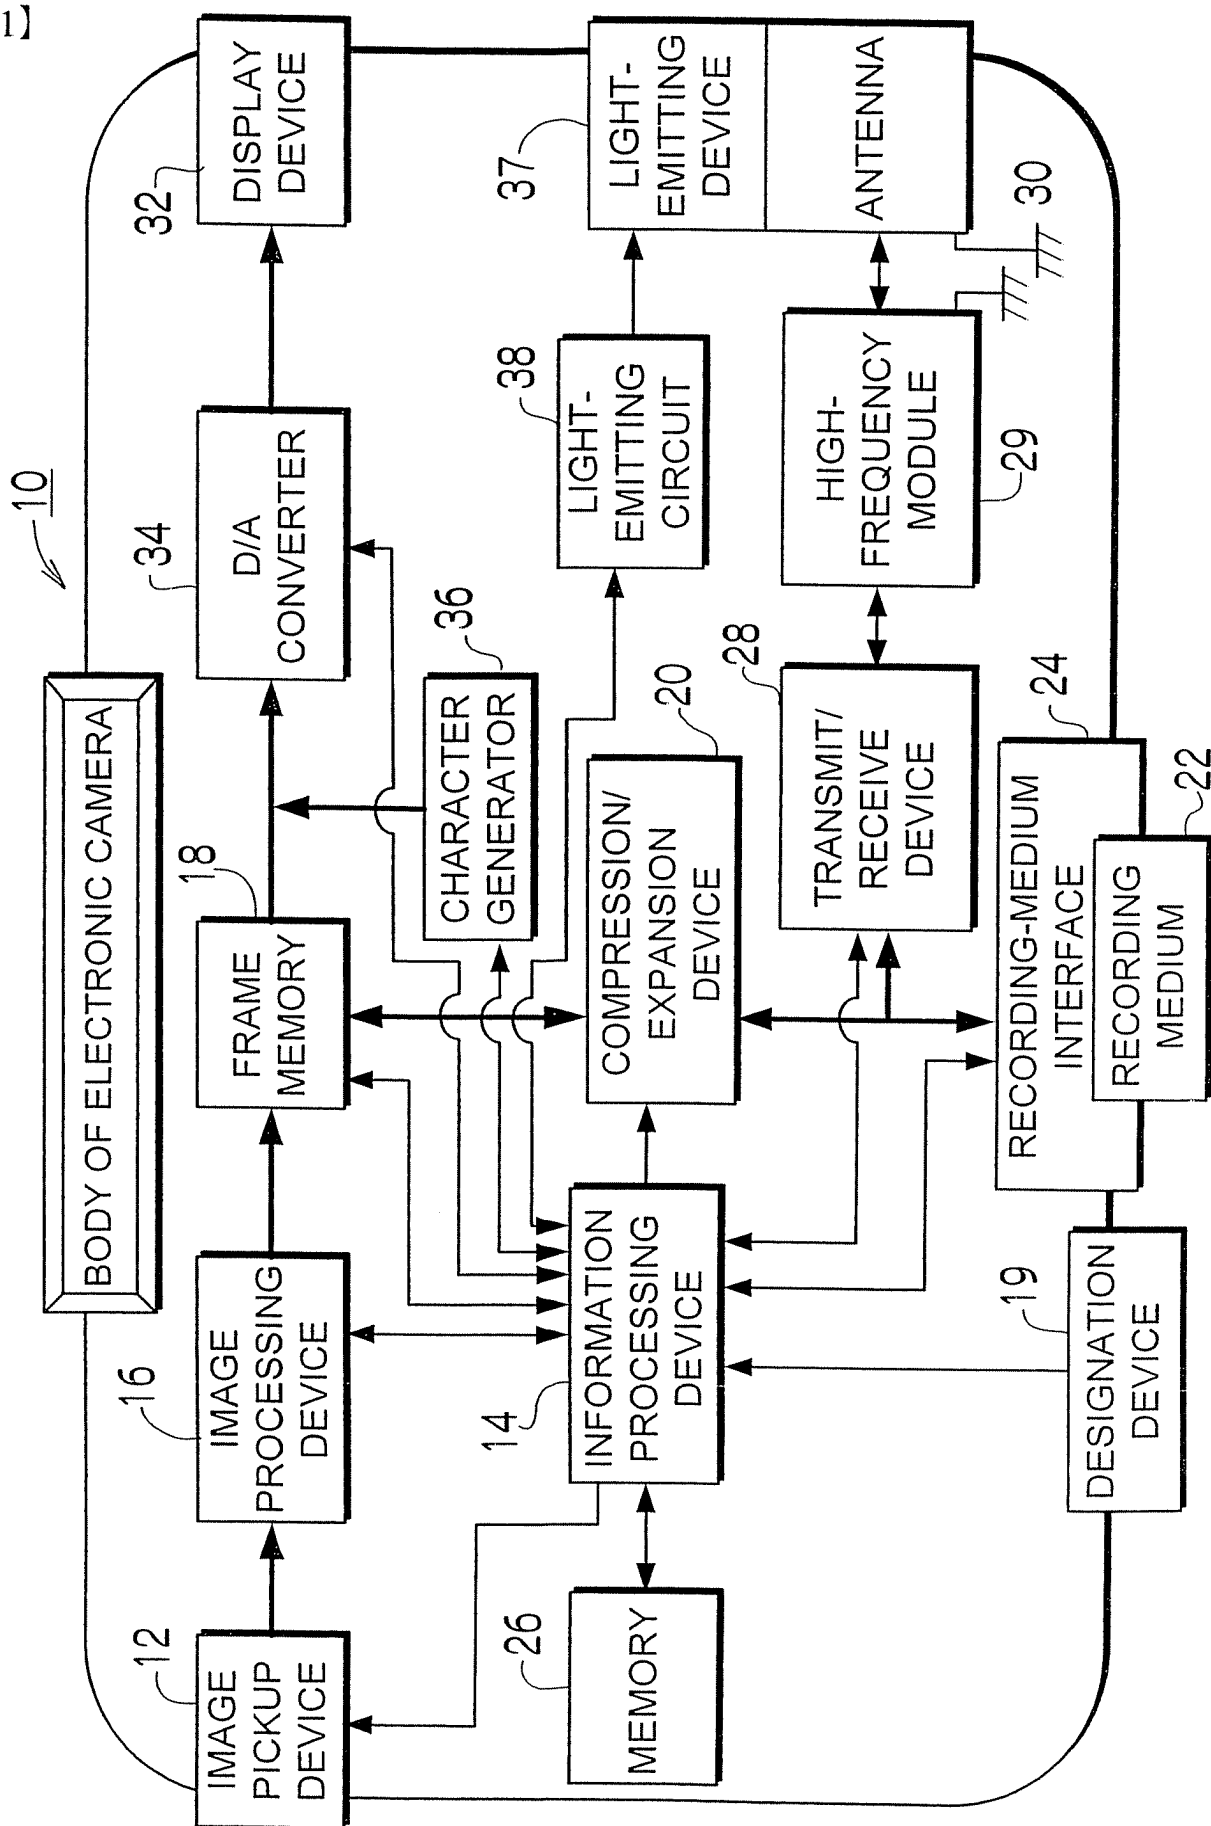 1】
10
BODY OF ELECTRONIC CAMERA
12
IMAGE
PICKUP
DEVICE
16
IMAGE
PROCESSING
DEVICE
18
FRAME
MEMORY
34
D/A
CONVERTER
32
DISPLAY
DEVICE
36
CHARACTER
GENERATOR
38
LIGHT-
EMITTING
CIRCUIT
37
LIGHT-
EMITTING
DEVICE
ANTENNA
30
26
MEMORY
14
INFORMATION
PROCESSING
DEVICE
20
COMPRESSION/
EXPANSION
DEVICE
28
TRANSMIT/
RECEIVE
DEVICE
29
HIGH-
FREQUENCY
MODULE
19
DESIGNATION
DEVICE
24
RECORDING-MEDIUM
INTERFACE
22
RECORDING
MEDIUM